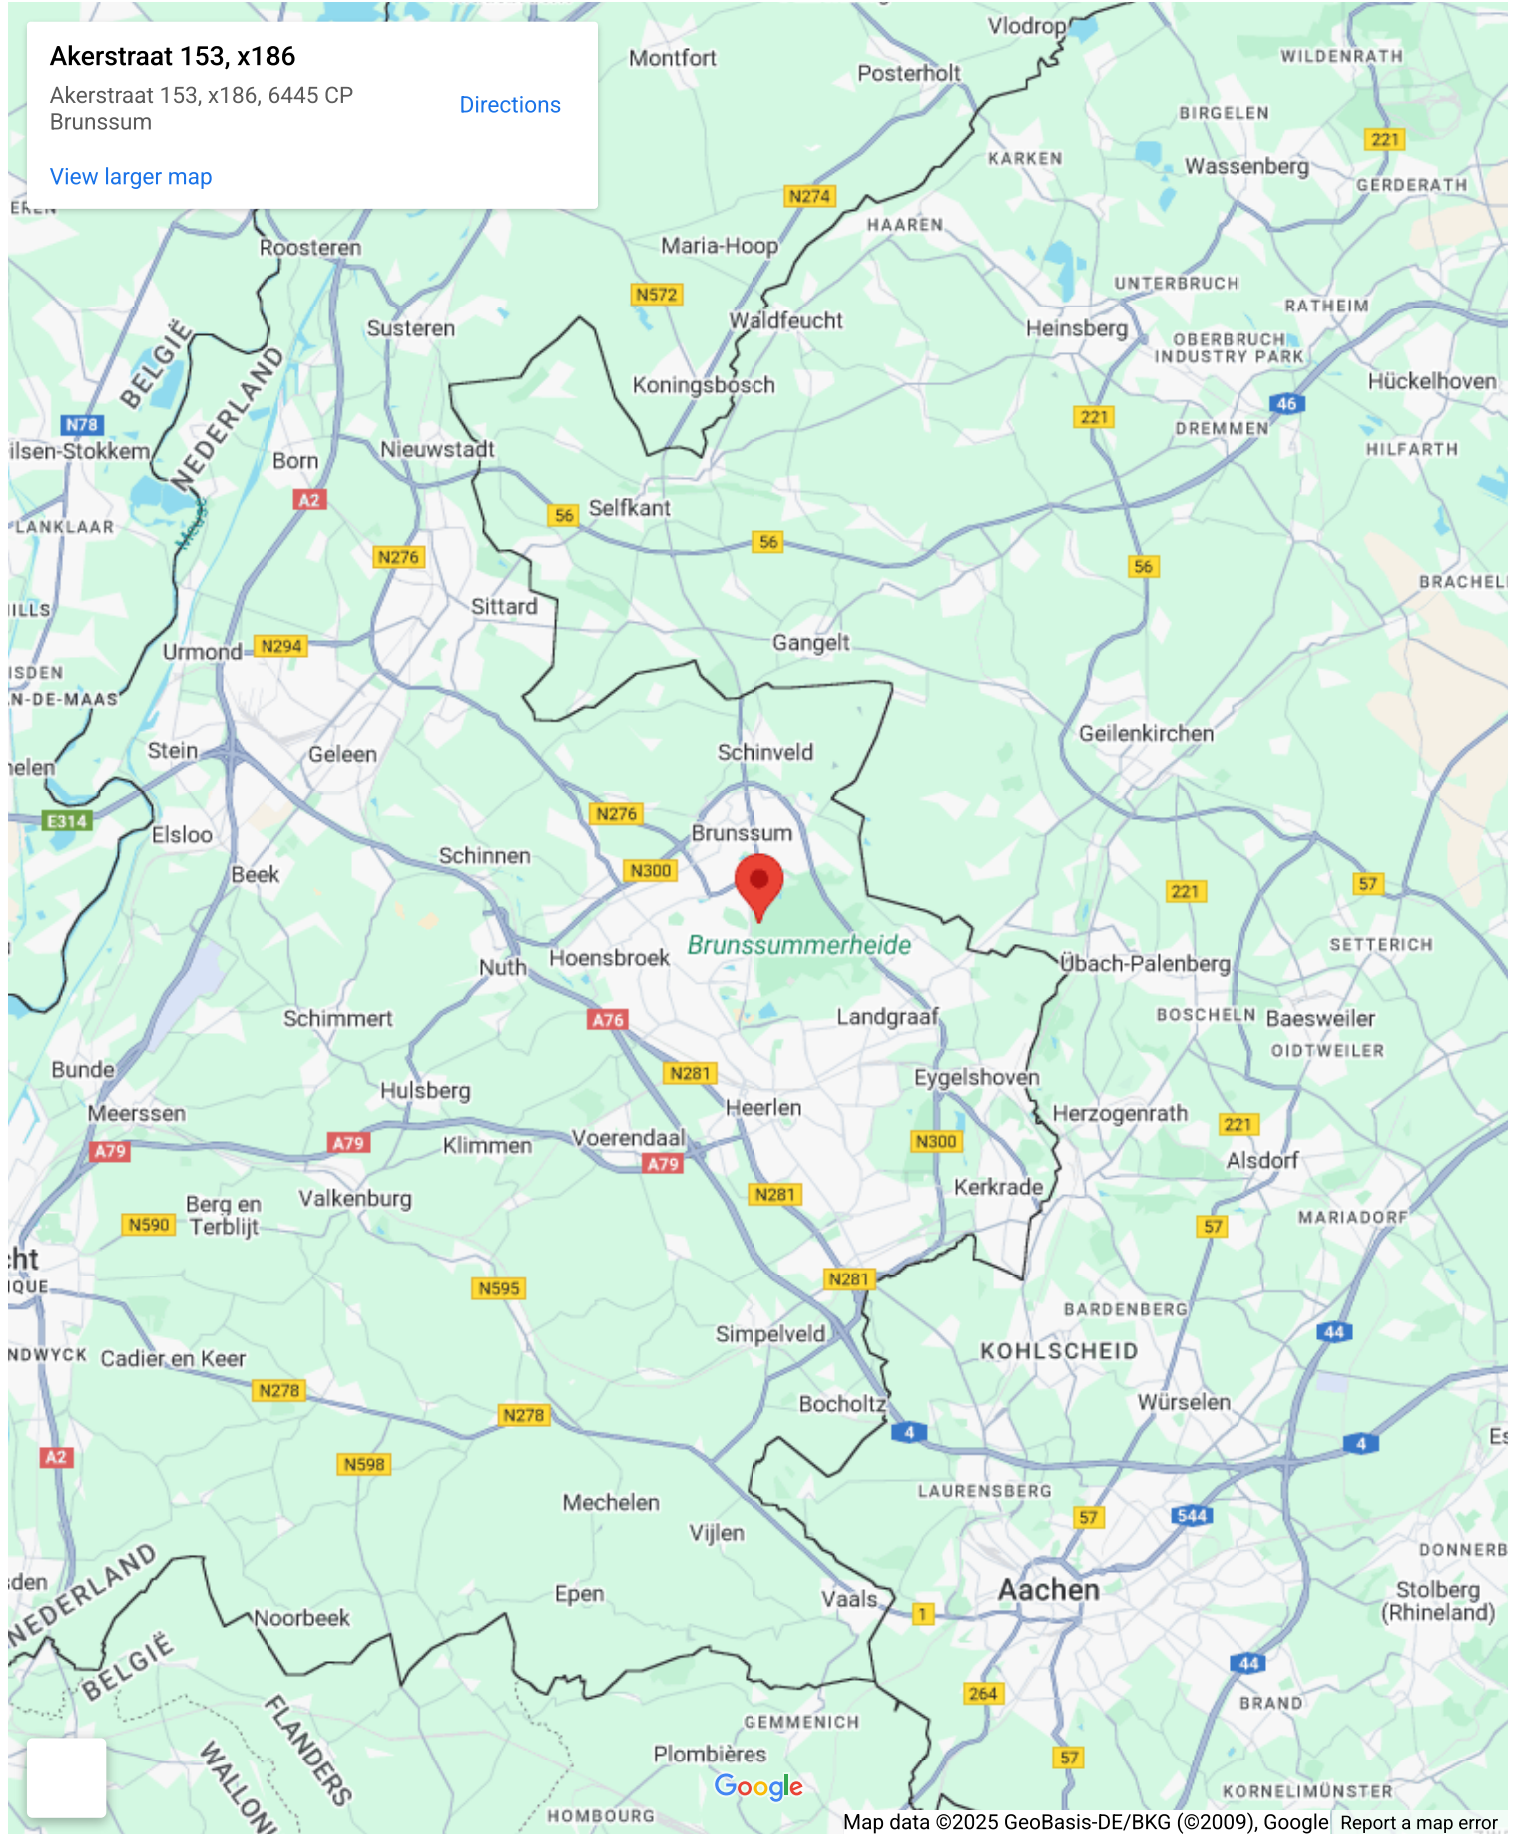 Akerstraat 153, x186
Akerstraat 153, x186, 6445 CP
Brunssum
Directions
View larger map
Vlodrop
Montfort
Posterholt
WILDENRATH
BIRGELEN
221
KARKEN
Wassenberg
GERDERATH
N274
HAAREN
Roosteren
Maria-Hoop
UNTERBRUCH
N572
RATHEIM
Susteren
Waldfeucht
Heinsberg
OBERBRUCH
INDUSTRY PARK
BELGIË
NEDERLAND
Koningsbosch
Hückelhoven
46
221
N78
DREMMEN
ilsen-Stokkem
Nieuwstadt
HILFARTH
Born
A2
Selfkant
56
LANKLAAR
Meuse
56
N276
56
BRACHEL
Sittard
Gangelt
Urmond
N294
N-DE-MAAS
Geilenkirchen
Stein
Geleen
Schinveld
N276
E314
Elsloo
Brunssum
Schinnen
N300
Beek
57
221
Brunssummerheide
SETTERICH
Hoensbroek
Nuth
Übach-Palenberg
Schimmert
A76
Landgraaf
BOSCHELN
Baesweiler
OIDTWEILER
Bunde
N281
Eygelshoven
Hulsberg
Heerlen
Meerssen
Herzogenrath
221
A79
A79
Klimmen
Voerendaal
N300
A79
Alsdorf
Kerkrade
Berg en
Terblijt
Valkenburg
N281
N590
MARIADORF
57
cht
IQUE
N595
N281
BARDENBERG
44
Simpelveld
KOHLSCHEID
NDWYCK
Cadier en Keer
N278
Bocholtz
Würselen
N278
4
4
A2
N598
LAURENSBERG
Mechelen
57
544
Vijlen
DONNERB
NEDERLAND
Epen
Aachen
Stolberg
(Rhineland)
Vaals
1
Noorbeek
BELGIË
44
264
BRAND
FLANDERS
GEMMENICH
WALLONI
Plombières
57
Google
KORNELIMÜNSTER
HOMBOURG
Map data ©2025 GeoBasis-DE/BKG (©2009), Google
Report a map error